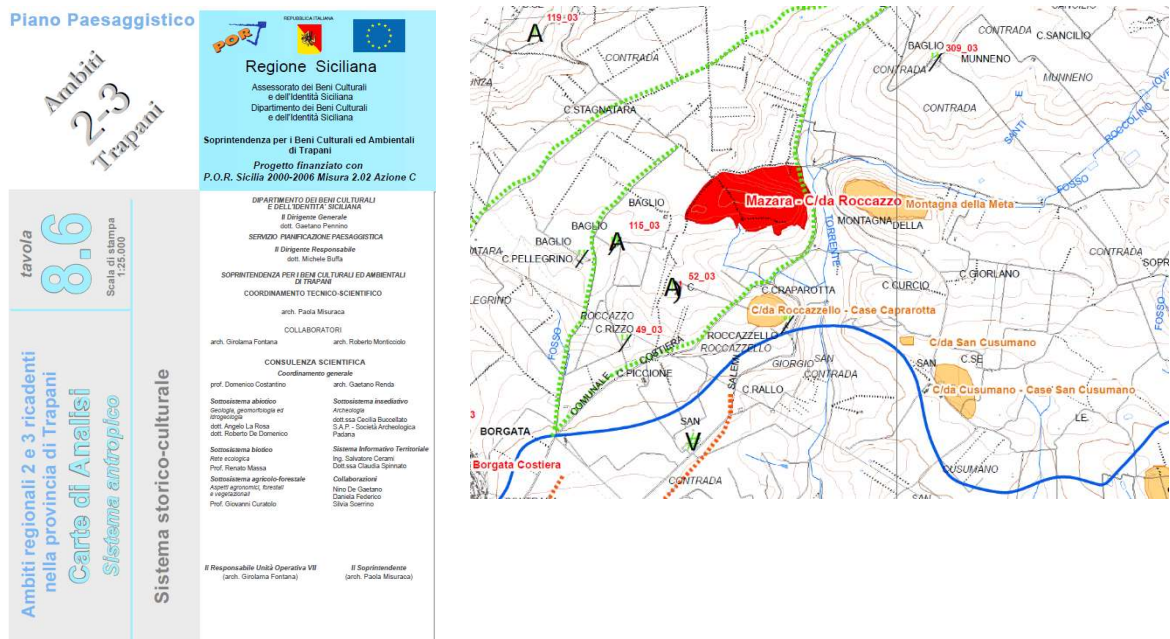 Piano Paesaggistico
Ambiti
2-3
Trapani
POR
REPUBBLICA ITALIANA
Regione Siciliana
Assessorato dei Beni Culturali
e dell'Identità Siciliana
Dipartimento dei Beni Culturali
e dell'Identità Siciliana
Soprintendenza per i Beni Culturali ed Ambientali
di Trapani
Progetto finanziato con
P.O.R. Sicilia 2000-2006 Misura 2.02 Azione C
tavola
8.6
Scala di stampa
1:25.000
Ambiti regionali 2 e 3 ricadenti
nella provincia di Trapani
Carte di Analisi
Sistema antropico
Sistema storico-culturale
DIPARTIMENTO DEI BENI CULTURALI
E DELL'IDENTITA' SICILIANA
Il Dirigente Generale
dott. Gaetano Pennino
SERVIZIO PIANIFICAZIONE PAESAGGISTICA
Il Dirigente Responsabile
dott. Michele Buffa
SOPRINTENDENZA PER I BENI CULTURALI ED AMBIENTALI
DI TRAPANI
COORDINAMENTO TECNICO-SCIENTIFICO
arch. Paola Misuraca
COLLABORATORI
arch. Girolama Fontana arch. Roberto Monticciolo
CONSULENZA SCIENTIFICA
Coordinamento generale
prof. Domenico Costantino arch. Gaetano Renda
Sottosistema abiotico
Geologia, geomorfologia ed
idrogeologia
dott. Angelo La Rosa
dott. Roberto De Domenico
Sottosistema insediativo
Archeologia
dott.ssa Cecilia Buccellato
S.A.P. - Società Archeologica
Padana
Sottosistema biotico
Rete ecologica
Prof. Renato Massa
Sistema Informativo Territoriale
Ing. Salvatore Cerami
Dott.ssa Claudia Spinnato
Sottosistema agricolo-forestale
Aspetti agronomici, forestali
e vegetazionali
Prof. Giovanni Curatolo
Collaborazioni
Nino De Gaetano
Daniela Federico
Silvia Scerrino
Il Responsabile Unità Operativa VII
(arch. Girolama Fontana)
Il Soprintendente
(arch. Paola Misuraca)
119_03
A
CONTRADA
C.SANCILIO
BAGLIO
309_03
MUNNENO
CONTRADA
CONTRADA
MUNNENO
C.STAGNATARA
CONTRADA
SANTI
E
FOSSO
ROCCOLINO
Mazara - C/da Roccazzo
Montagna della Meta
MONTAGNA
DELLA
BAGLIO
BAGLIO
115_03
A
BAGLIO
C.PELLEGRINO
TORRENTE
CONTRADA
52_03
A
C
C.CRAPAROTTA
C.CURCIO
C.GIORLANO
C/da Roccazzello - Case Caprarotta
ROCCAZZO
C.RIZZO
49_03
ROCCAZZELLO
ROCCAZZELLO
FOSSO
FOSSO
COMUNALE
COSTIERA
C.PICCIONE
SALEMI
GIORGIO
SAN
CONTRADA
C.RALLO
C/da San Cusumano
SAN
C.SE
C/da Cusumano - Case San Cusumano
LE.
BORGATA
SAN
V
Borgata Costiera
CONTRADA
CUSUMANO
SAN